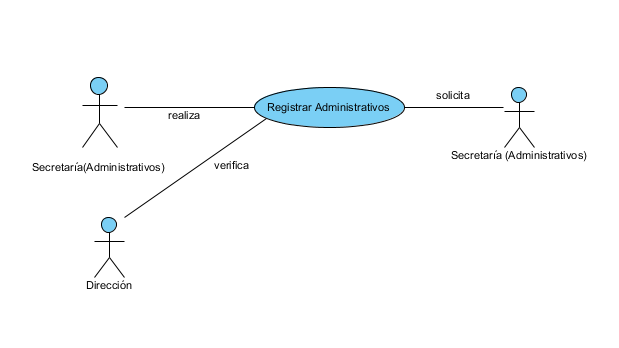 solicita
Registrar Administrativos
realiza
Secretaría (Administrativos)
Secretaría(Administrativos)
verifica
Dirección